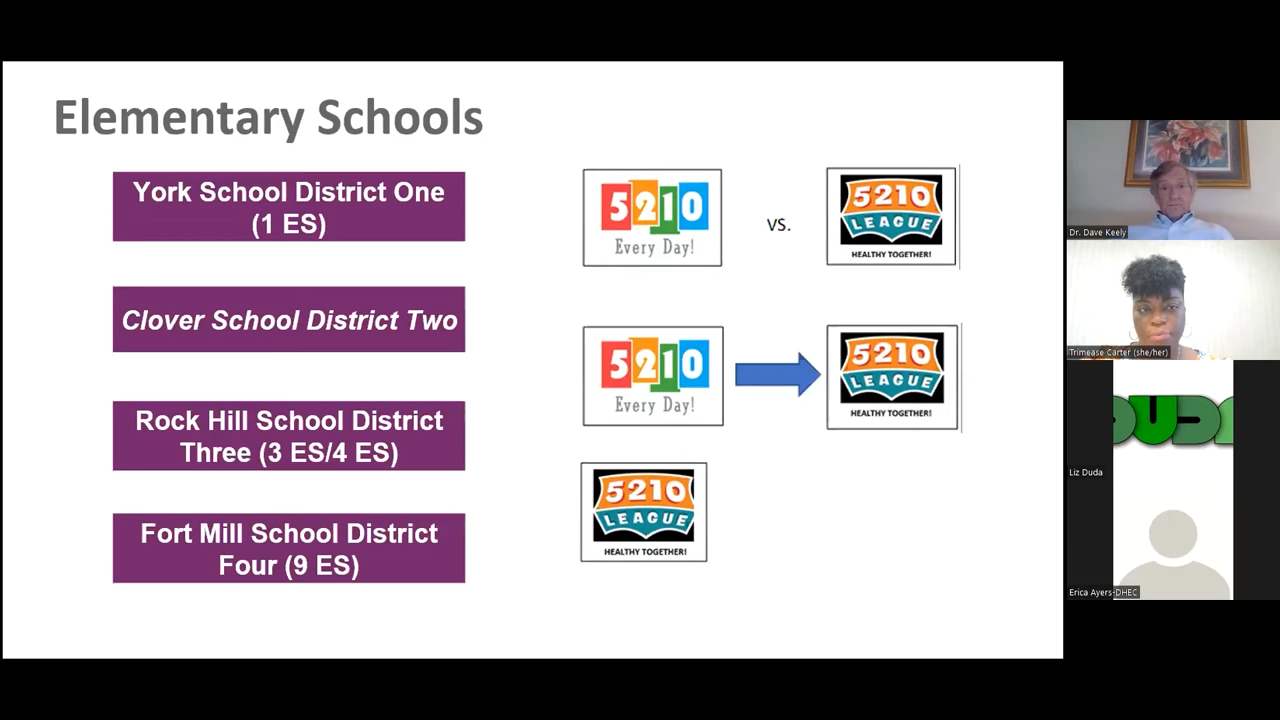 Elementary Schools
York School District One
(1 ES)
Clover School District Two
Rock Hill School District
Three (3 ES/4 ES)
Fort Mill School District
Four (9 ES)
5210
Every Day!
vs.
5210
LEAGUE
HEALTHY TOGETHER!
5210
Every Day!
5210
LEAGUE
HEALTHY TOGETHER!
5210
LEAGUE
HEALTHY TOGETHER!
Dr. Dave Keely
Trimease Carter (she/her)
DUDA
Liz Duda
Erica Ayers-DHEC